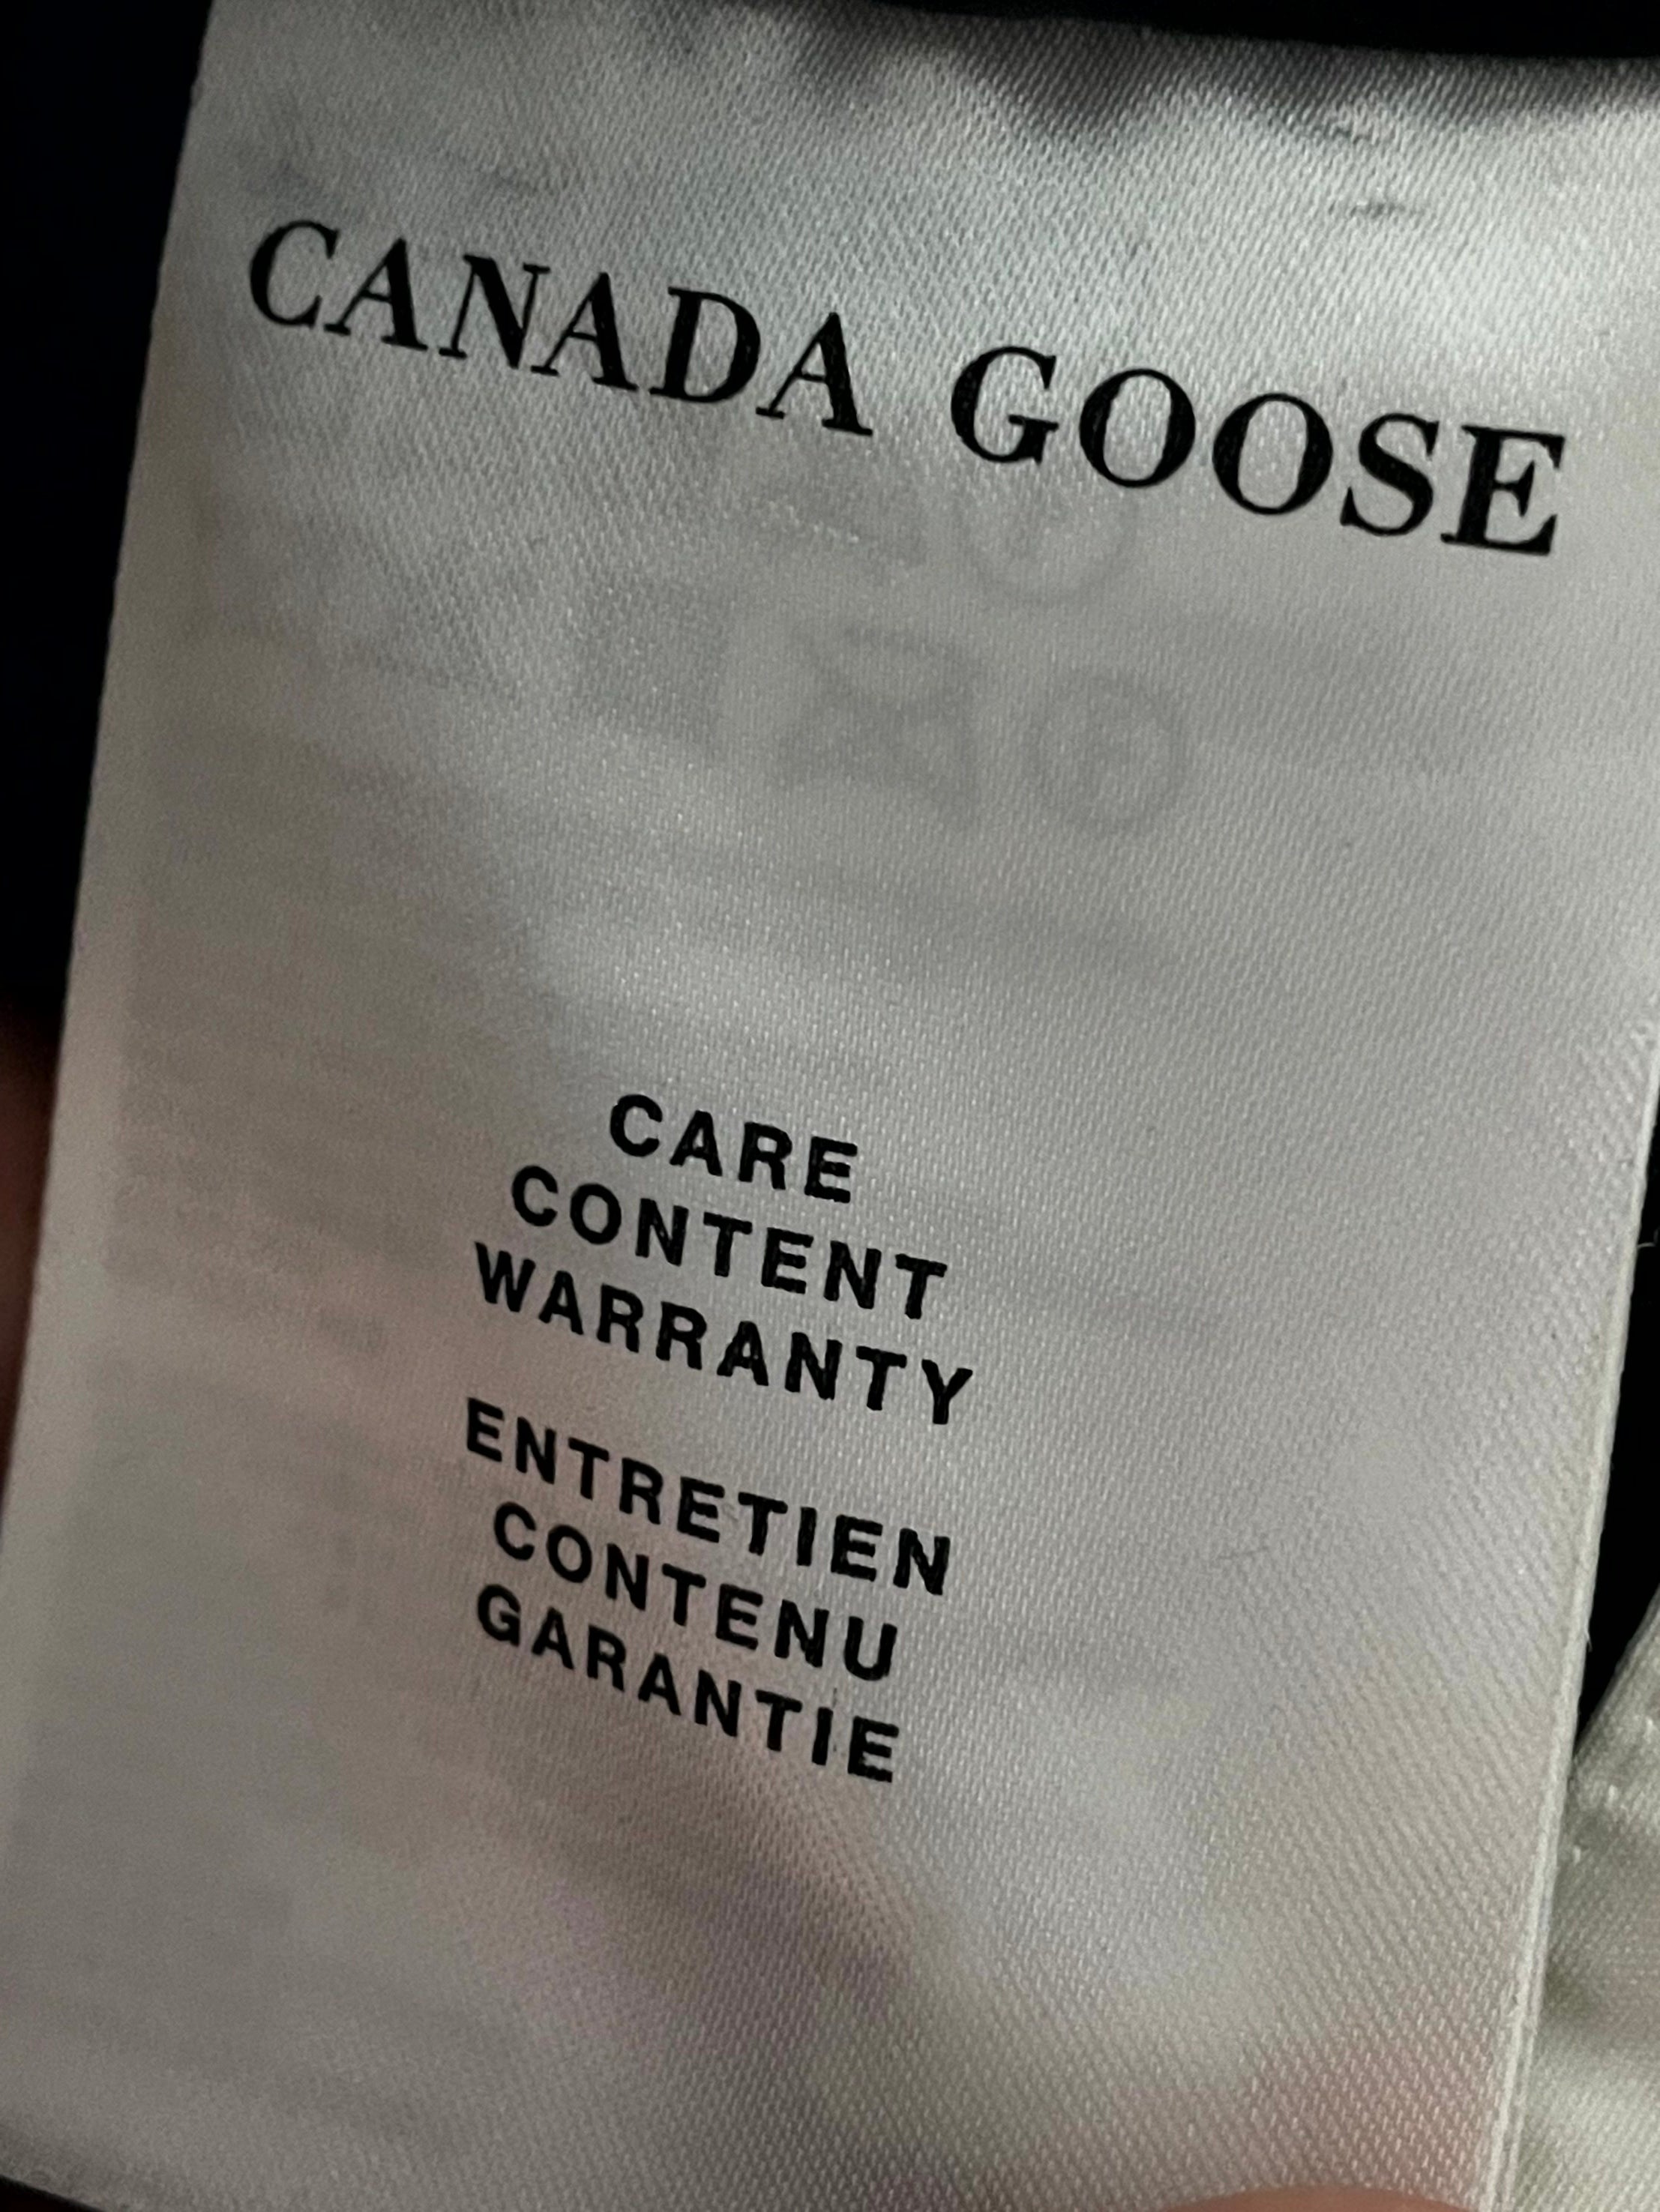 CANADA GOOSE
CARE
CONTENT
WARRANTY
ENTRETIEN
CONTENU
GARANTIE